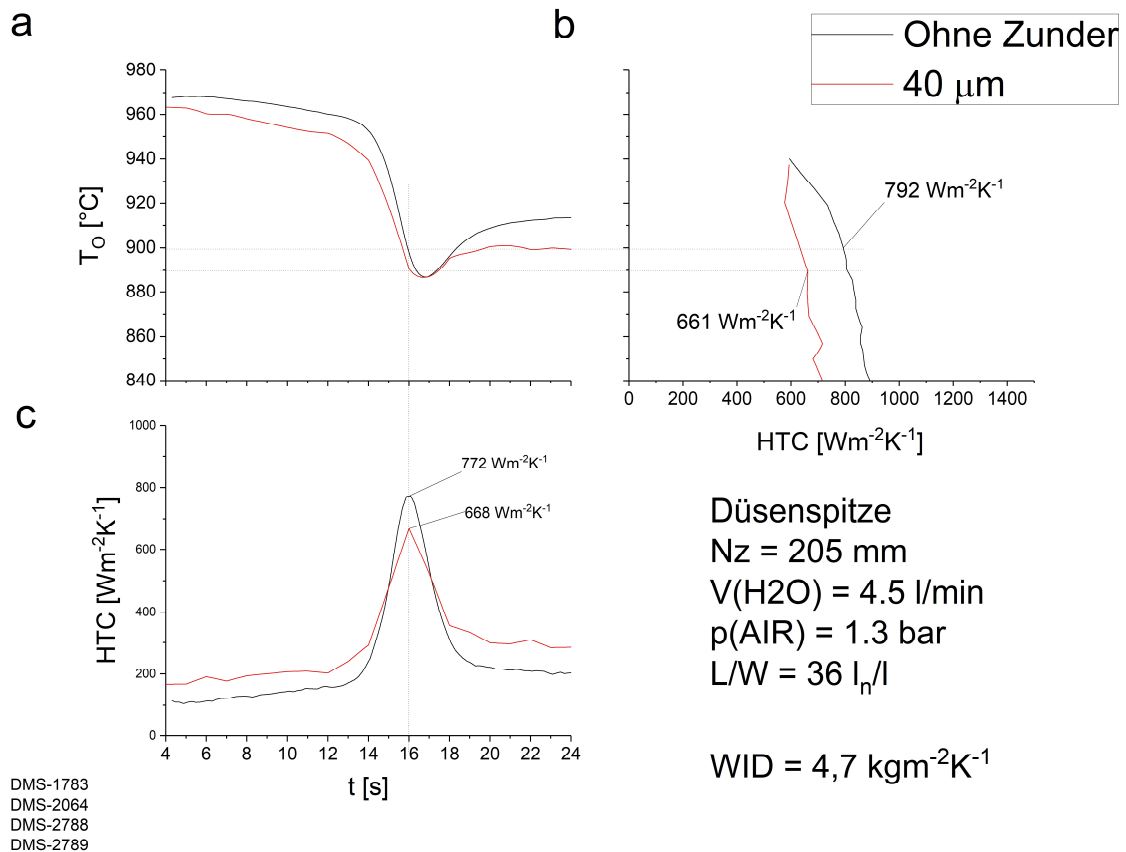 a
b
Ohne Zunder
40 μm
980
960
940
920
900
880
860
840
T_O [°C]
792 Wm⁻²K⁻¹
661 Wm⁻²K⁻¹
0 200 400 600 800 1000 1200 1400
HTC [Wm⁻²K⁻¹]
c
1000
800
600
400
200
0
HTC [Wm⁻²K⁻¹]
772 Wm⁻²K⁻¹
668 Wm⁻²K⁻¹
4 6 8 10 12 14 16 18 20 22 24
t [s]
Düsenspitze
Nz = 205 mm
V(H2O) = 4.5 l/min
p(AIR) = 1.3 bar
L/W = 36 lₙ/l
WID = 4,7 kgm⁻²K⁻¹
DMS-1783
DMS-2064
DMS-2788
DMS-2789